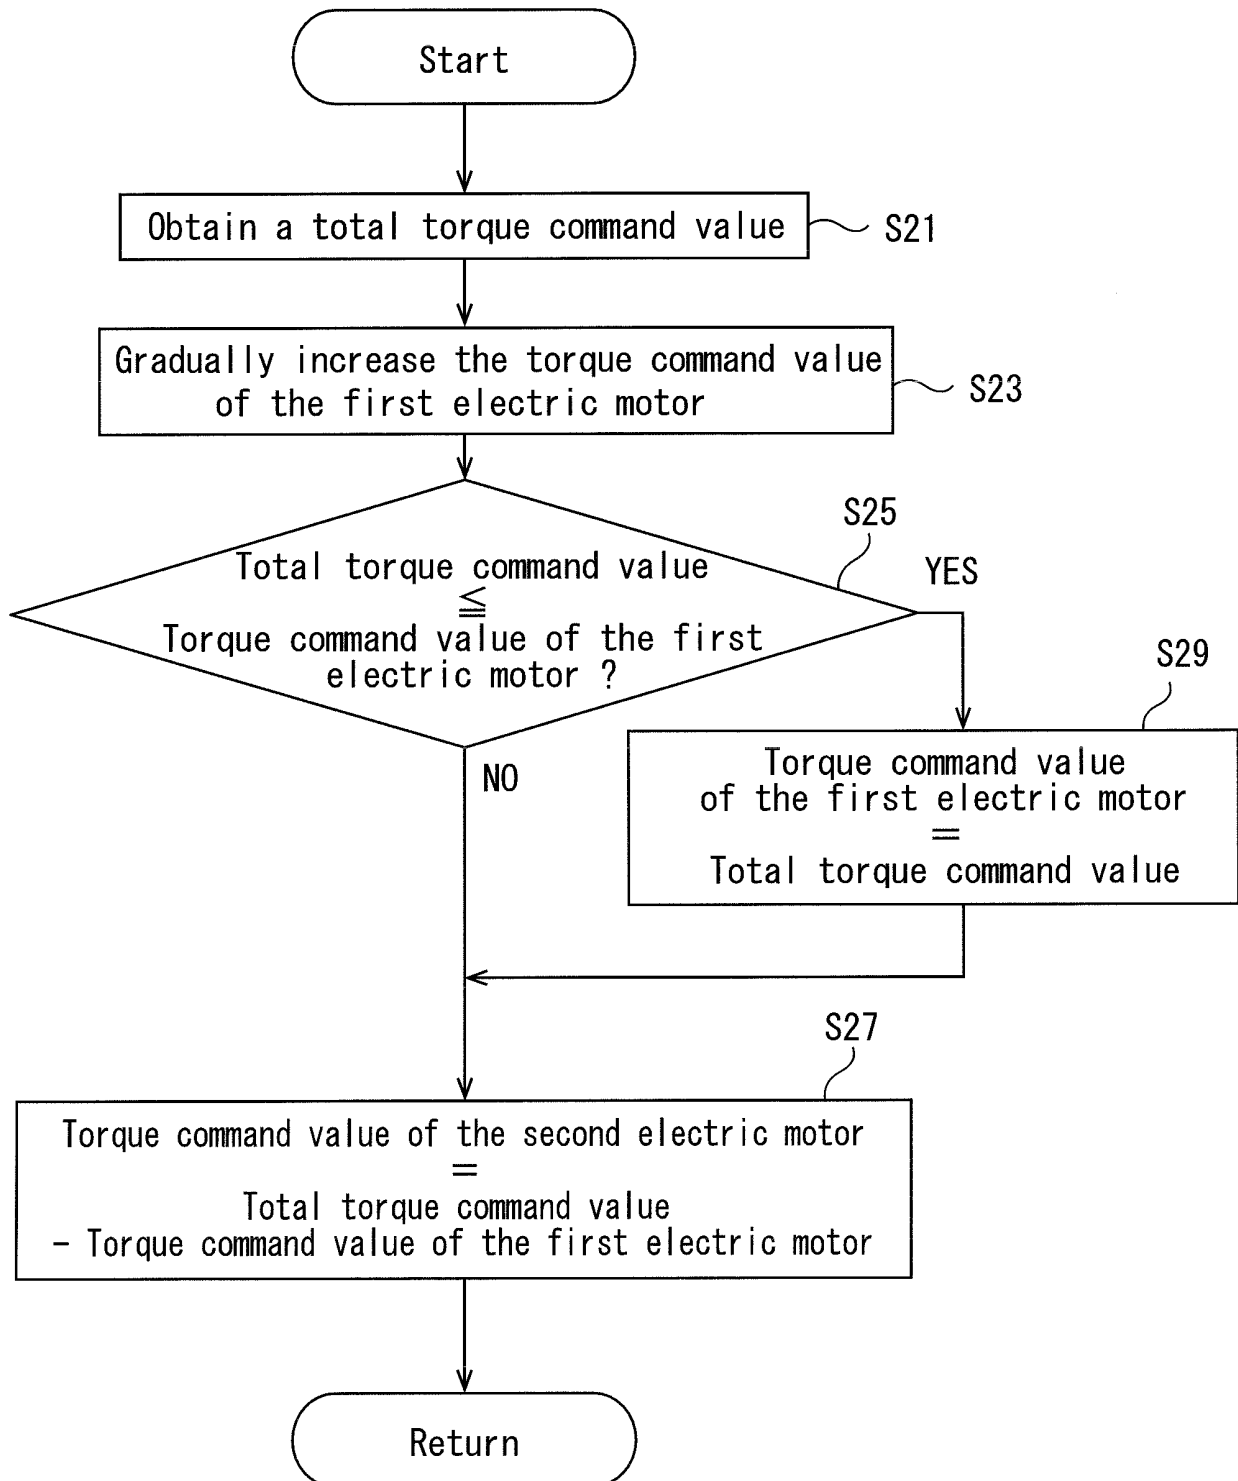 Start
Obtain a total torque command value
S21
Gradually increase the torque command value
of the first electric motor
S23
S25
Total torque command value
≦
Torque command value of the first
electric motor ?
YES
NO
S29
Torque command value
of the first electric motor
=
Total torque command value
S27
Torque command value of the second electric motor
=
Total torque command value
- Torque command value of the first electric motor
Return